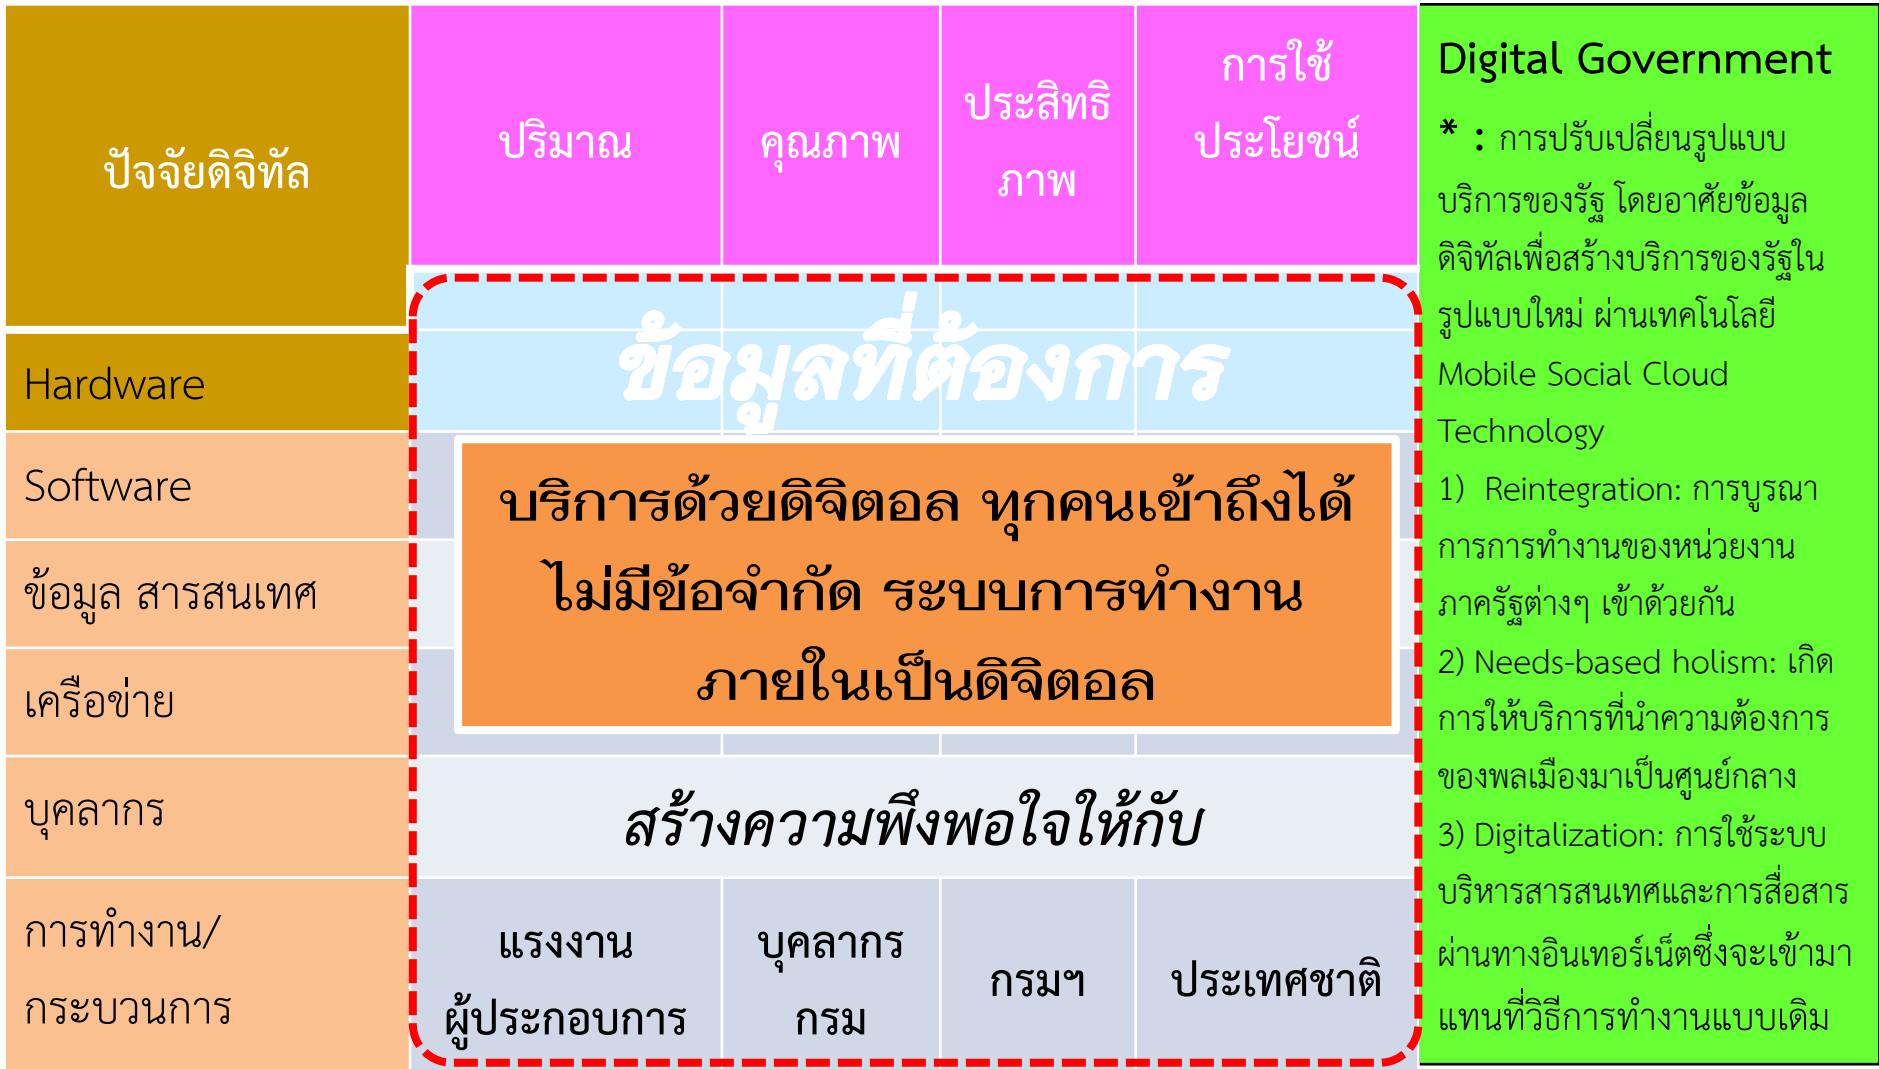 ปัจจัยดิจิทัล
ปริมาณ
คุณภาพ
ประสิทธิ
ภาพ
การใช้
ประโยชน์
Hardware
Software
ข้อมูล สารสนเทศ
เครือข่าย
บุคลากร
การทำงาน/
กระบวนการ
ข้อมูลที่ต้องการ
บริการด้วยดิจิตอล ทุกคนเข้าถึงได้
ไม่มีข้อจำกัด ระบบการทำงาน
ภายในเป็นดิจิตอล
สร้างความพึงพอใจให้กับ
แรงงาน
ผู้ประกอบการ
บุคลากร
กรม
กรมฯ
ประเทศชาติ
Digital Government
* : การปรับเปลี่ยนรูปแบบ
บริการของรัฐ โดยอาศัยข้อมูล
ดิจิทัลเพื่อสร้างบริการของรัฐใน
รูปแบบใหม่ ผ่านเทคโนโลยี
Mobile Social Cloud
Technology
1) Reintegration: การบูรณา
การการทำงานของหน่วยงาน
ภาครัฐต่างๆ เข้าด้วยกัน
2) Needs-based holism: เกิด
การให้บริการที่นำความต้องการ
ของพลเมืองมาเป็นศูนย์กลาง
3) Digitalization: การใช้ระบบ
บริหารสารสนเทศและการสื่อสาร
ผ่านทางอินเทอร์เน็ตซึ่งจะเข้ามา
แทนที่วิธีการทำงานแบบเดิม